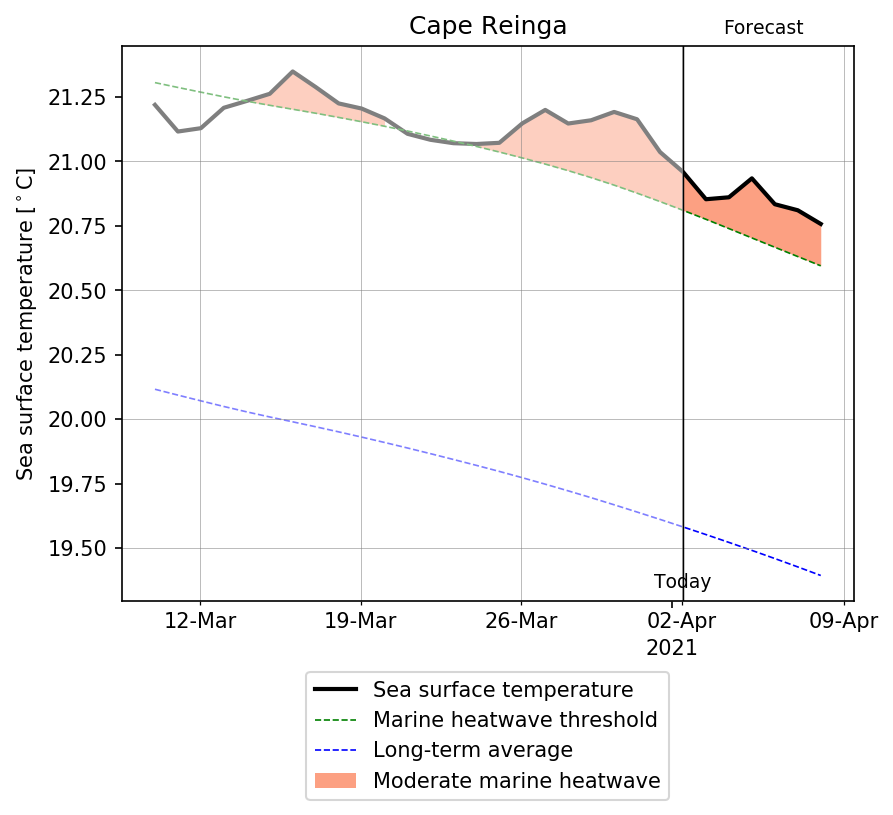 Cape Reinga
Forecast
Sea surface temperature [°C]
21.25
21.00
20.75
20.50
20.25
20.00
19.75
19.50
Today
12-Mar
19-Mar
26-Mar
02-Apr
09-Apr
2021
Sea surface temperature
Marine heatwave threshold
Long-term average
Moderate marine heatwave